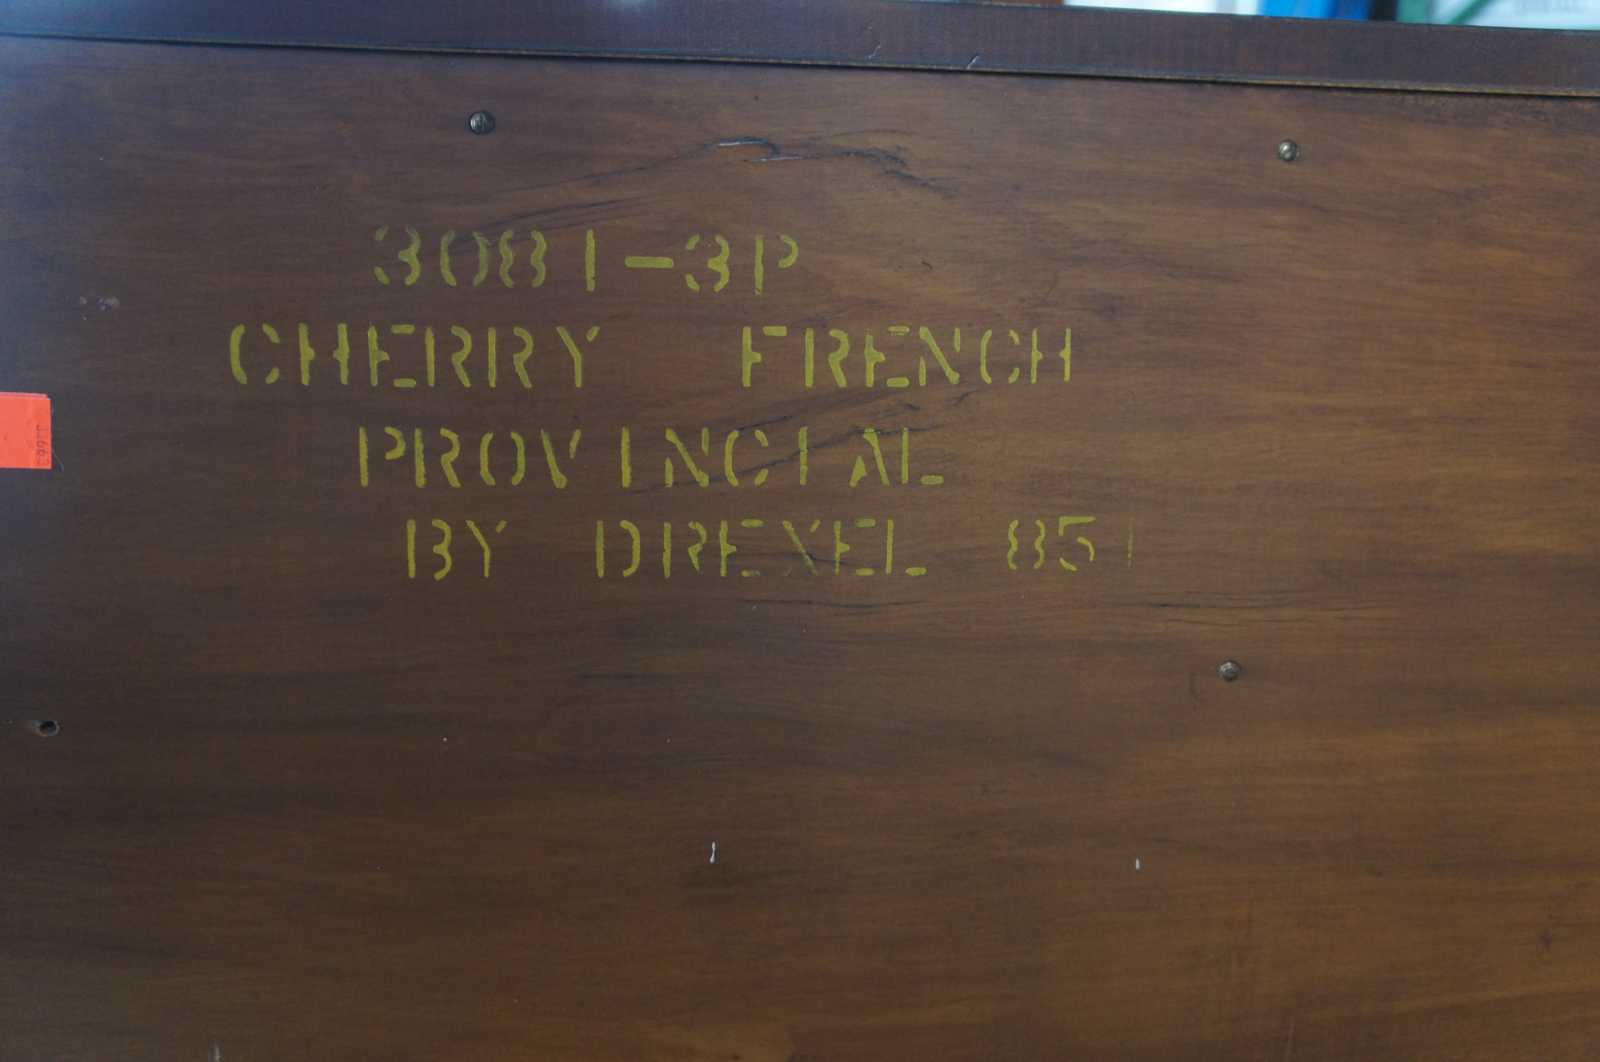 3081-3P
CHERRY FRENCH
PROVINCIAL
BY DREXEL 851